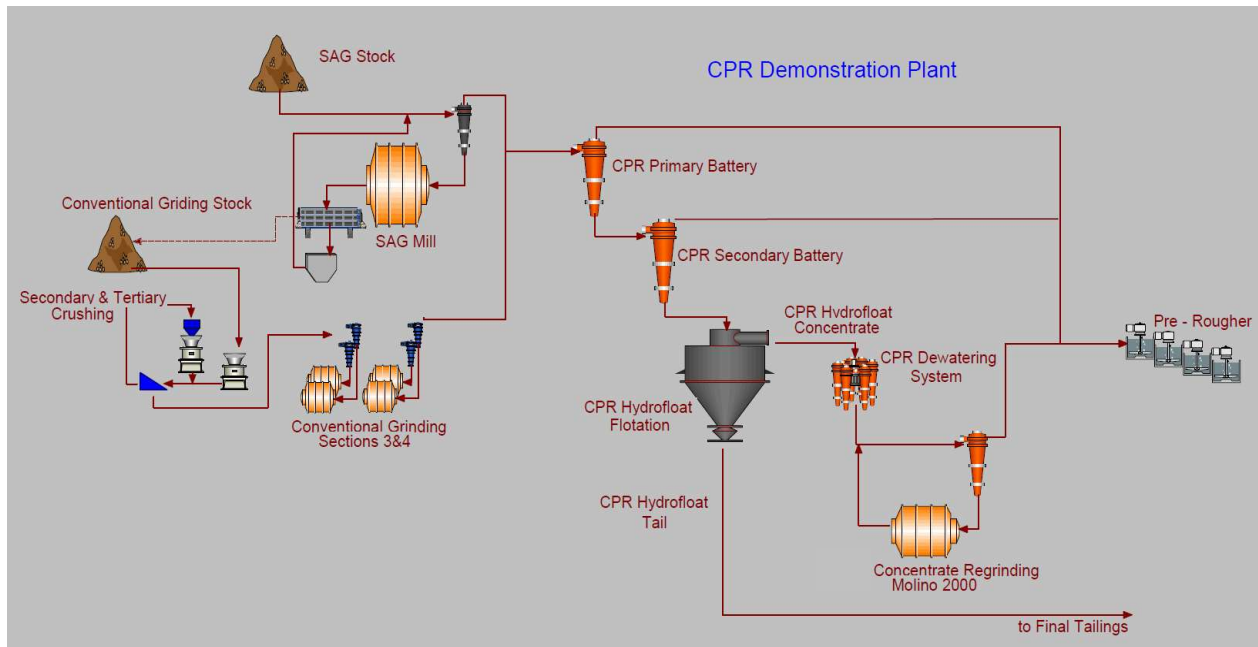 SAG Stock
CPR Demonstration Plant
CPR Primary Battery
Conventional Griding Stock
SAG Mill
CPR Secondary Battery
Secondary & Tertiary
Crushing
CPR Hydrofloat
Concentrate
Pre - Rougher
CPR Dewatering
System
CPR Hydrofloat
Flotation
Conventional Grinding
Sections 3&4
CPR Hydrofloat
Tail
Concentrate Regrinding
Molino 2000
to Final Tailings